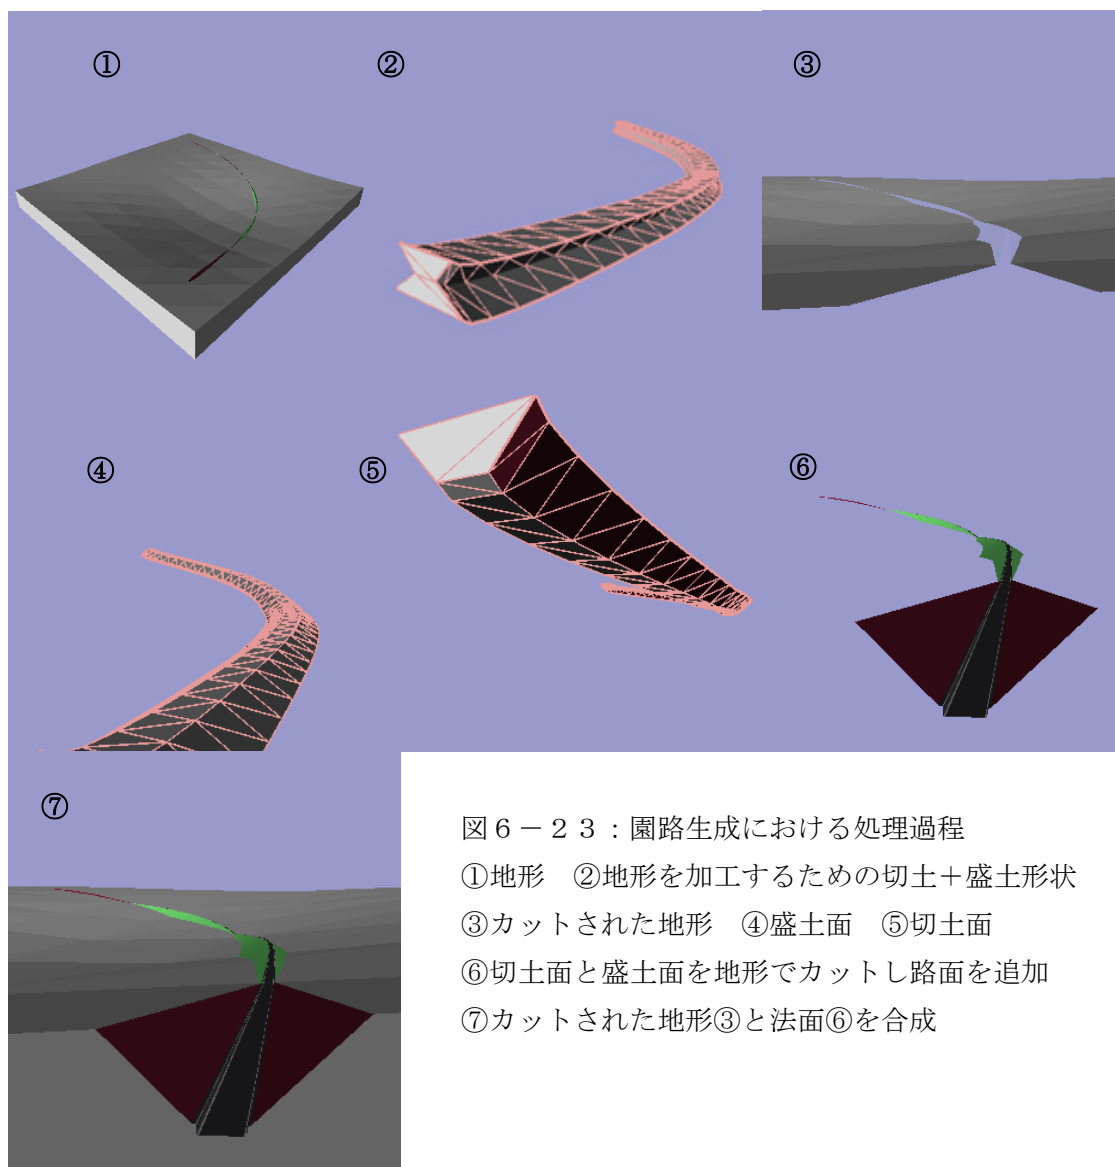 ①
②
③
④
⑤
⑥
⑦
図6-23:園路生成における処理過程
①地形 ②地形を加工するための切土+盛土形状
③カットされた地形 ④盛土面 ⑤切土面
⑥切土面と盛土面を地形でカットし路面を追加
⑦カットされた地形③と法面⑥を合成